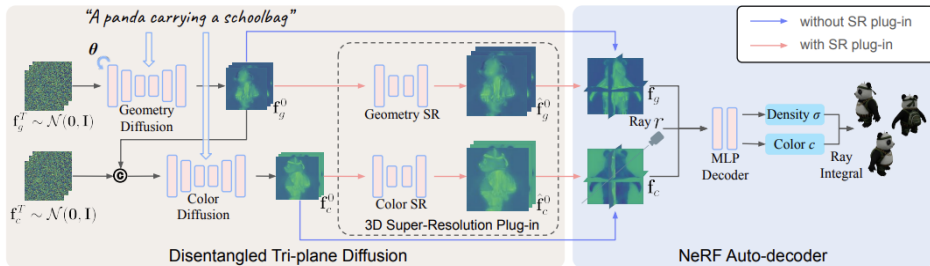 “A panda carrying a schoolbag”
without SR plug-in
with SR plug-in
θ
f_g^T ∼ N(0, I)
Geometry
Diffusion
f_g^0
Geometry SR
f̂_g^0
f_g
Ray r
MLP
Decoder
Density σ
Color c
Ray
Integral
f_c^T ∼ N(0, I)
C
Color
Diffusion
f_c^0
Color SR
f̂_c^0
f_c
3D Super-Resolution Plug-in
Disentangled Tri-plane Diffusion
NeRF Auto-decoder